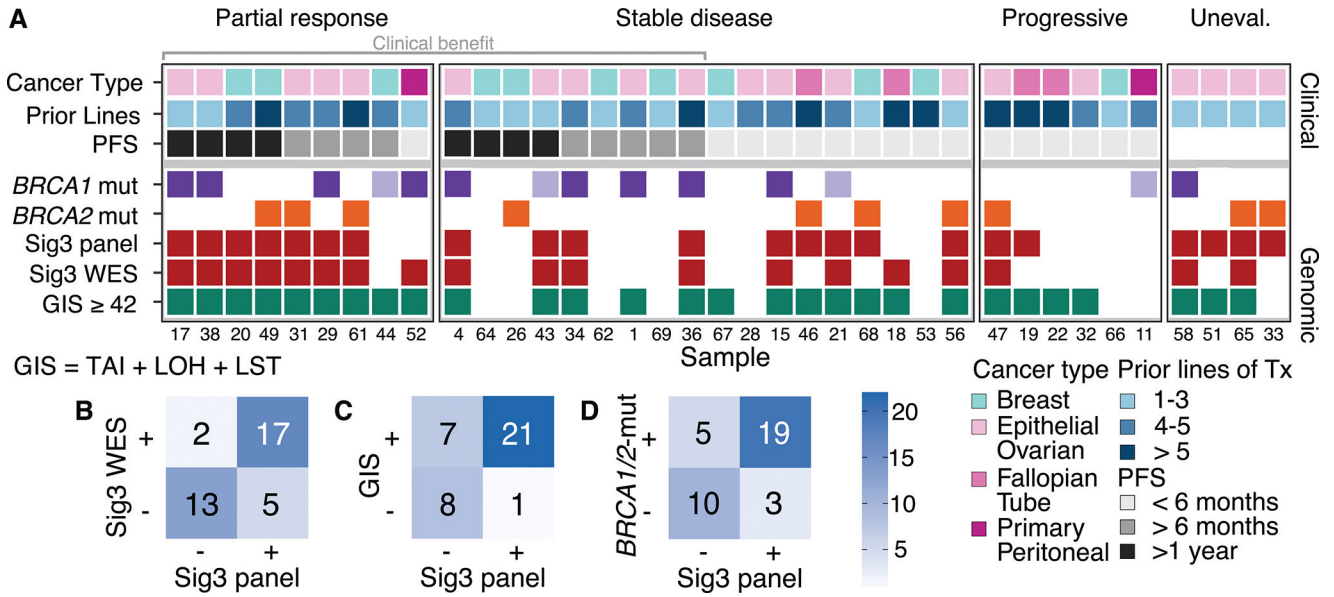 A
Partial response Stable disease Progressive Uneval.
Clinical benefit
Cancer Type
Prior Lines
PFS
Clinical
BRCA1 mut
BRCA2 mut
Sig3 panel
Sig3 WES
GIS ≥ 42
Genomic
17 38 20 49 31 29 61 44 52 4 64 26 43 34 62 1 69 36 67 28 15 46 21 68 18 53 56 47 19 22 32 66 11 58 51 65 33
Sample
GIS = TAI + LOH + LST
B
Sig3 WES
+ 2 17
- 13 5
- +
Sig3 panel
C
GIS
+ 7 21
- 8 1
- +
Sig3 panel
D
BRCA1/2-mut
+ 5 19
- 10 3
- +
Sig3 panel
20
15
10
5
Cancer type
Breast
Epithelial
Ovarian
Fallopian
Tube
Primary
Peritoneal
Prior lines of Tx
1-3
4-5
> 5
PFS
< 6 months
> 6 months
>1 year